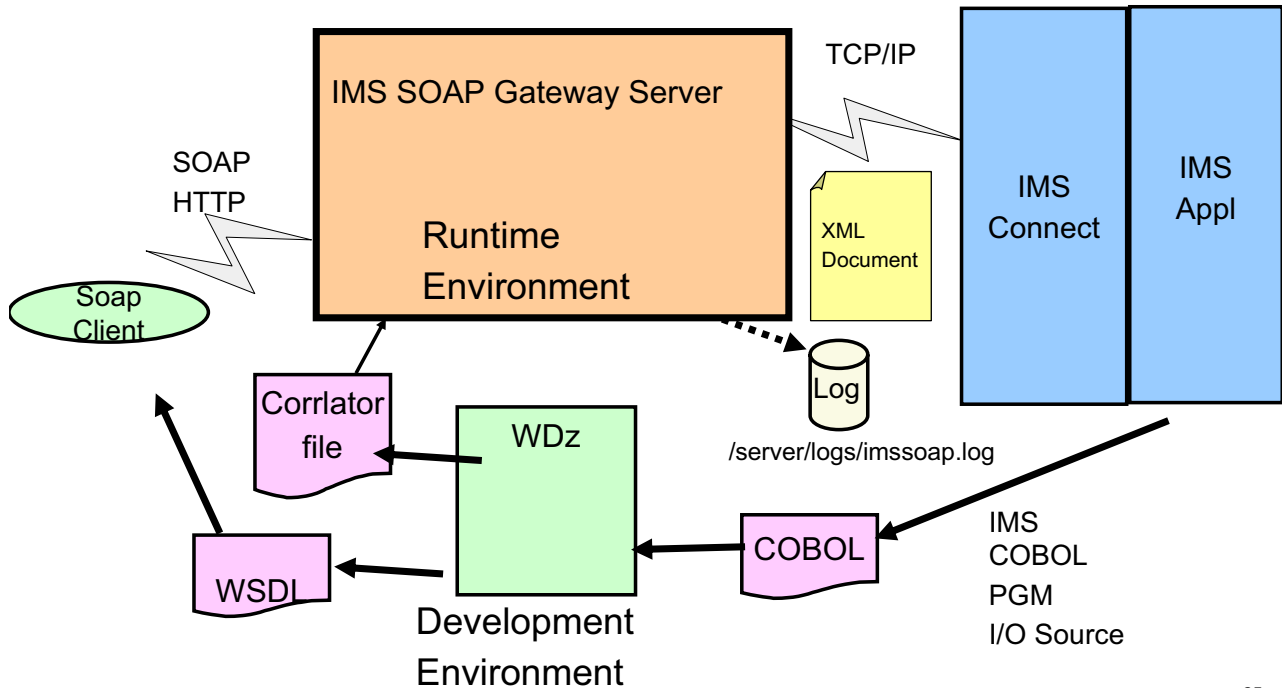 TCP/IP
IMS SOAP Gateway Server
SOAP
HTTP
IMS
Connect
IMS
Appl
Runtime
Environment
XML
Document
Soap
Client
Corrlator
file
WDz
Log
/server/logs/imssoap.log
IMS
COBOL
PGM
I/O Source
COBOL
WSDL
Development
Environment